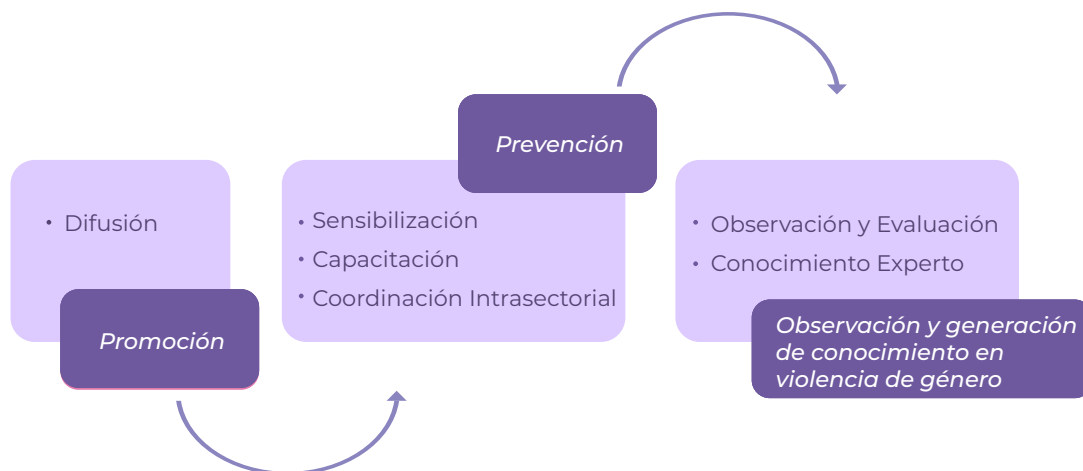 • Difusión
Promoción
Prevención
• Sensibilización
• Capacitación
• Coordinación Intrasectorial
• Observación y Evaluación
• Conocimiento Experto
Observación y generación
de conocimiento en
violencia de género